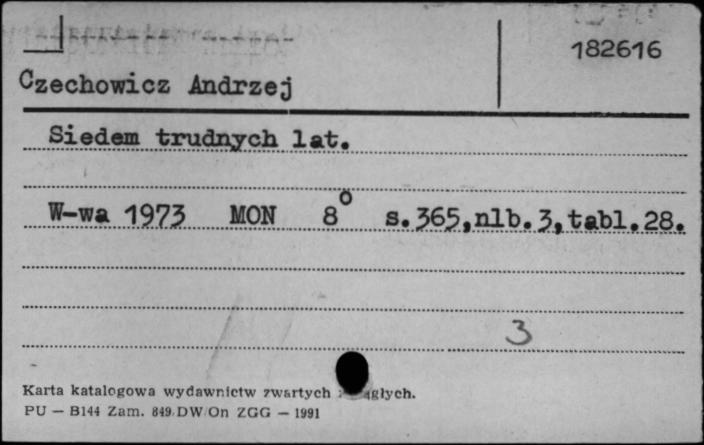 182616
Czechowicz Andrzej
Siedem trudnych lat.
W-wa 1973 MON 8⁰ s.365,nlb.3,tabl.28.
3
Karta katalogowa wydawnictw zwartych
PU — B144 Zam. 849 DW/On ZGG — 1991